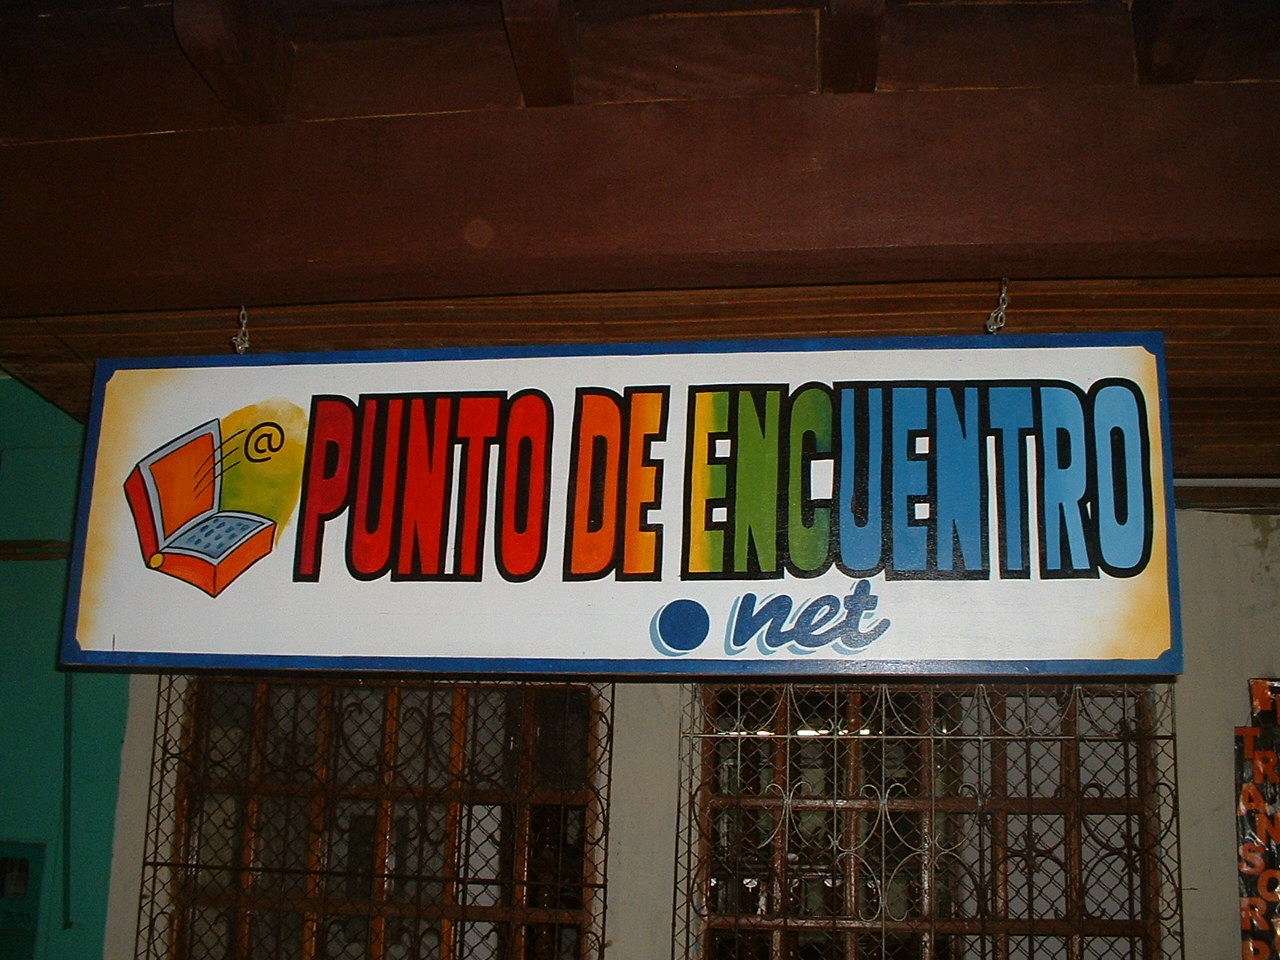 @ PUNTO DE ENCUENTRO
.net